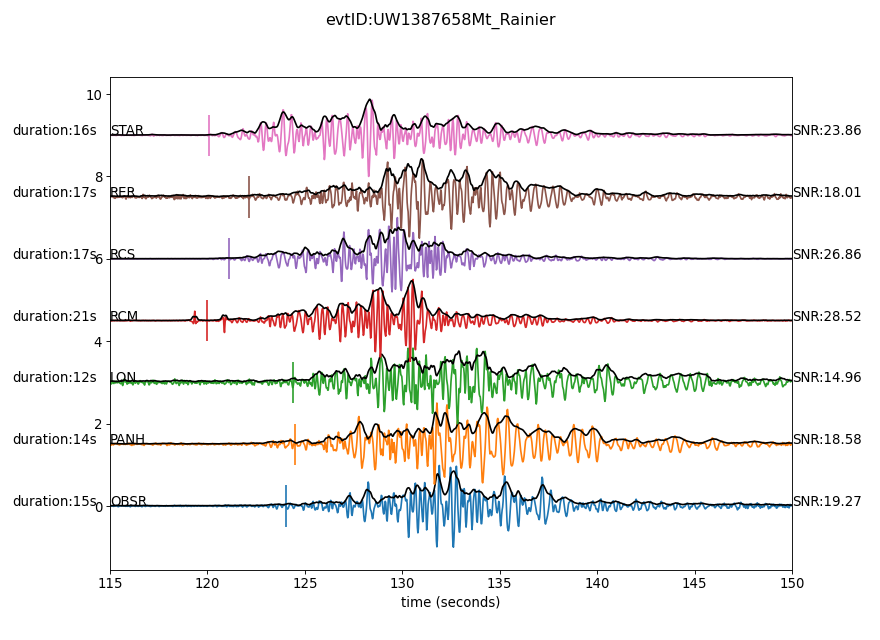 evtID:UW1387658Mt_Rainier
10
duration:16s STAR SNR:23.86
8
duration:17s RER SNR:18.01
duration:17s RCS SNR:26.86
6
duration:21s RCM SNR:28.52
4
duration:12s LON SNR:14.96
2
duration:14s PANH SNR:18.58
duration:15s OBSR SNR:19.27
0
115 120 125 130 135 140 145 150
time (seconds)